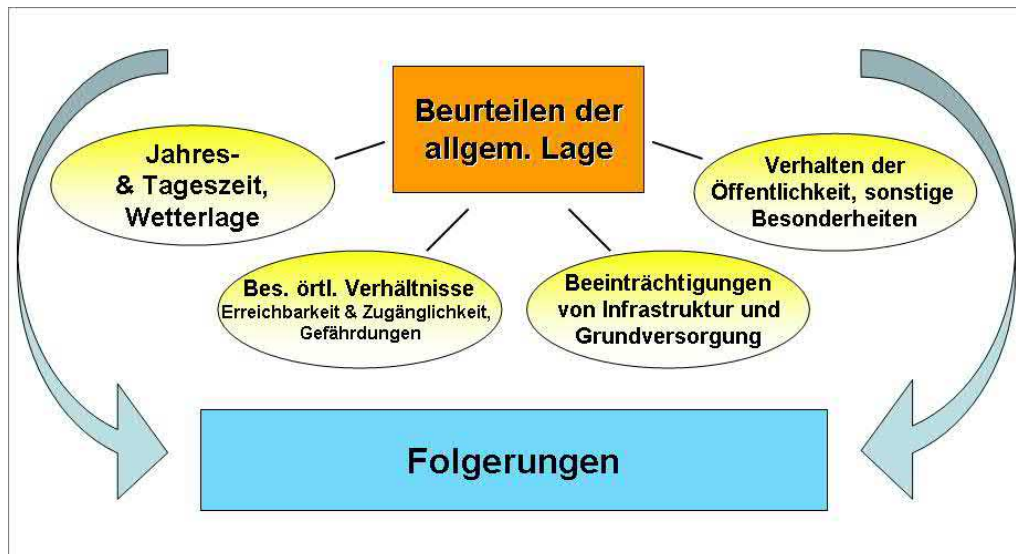 Beurteilen der
allgem. Lage
Jahres-
& Tageszeit,
Wetterlage
Verhalten der
Öffentlichkeit, sonstige
Besonderheiten
Bes. örtl. Verhältnisse
Erreichbarkeit & Zugänglichkeit,
Gefährdungen
Beeinträchtigungen
von Infrastruktur und
Grundversorgung
Folgerungen